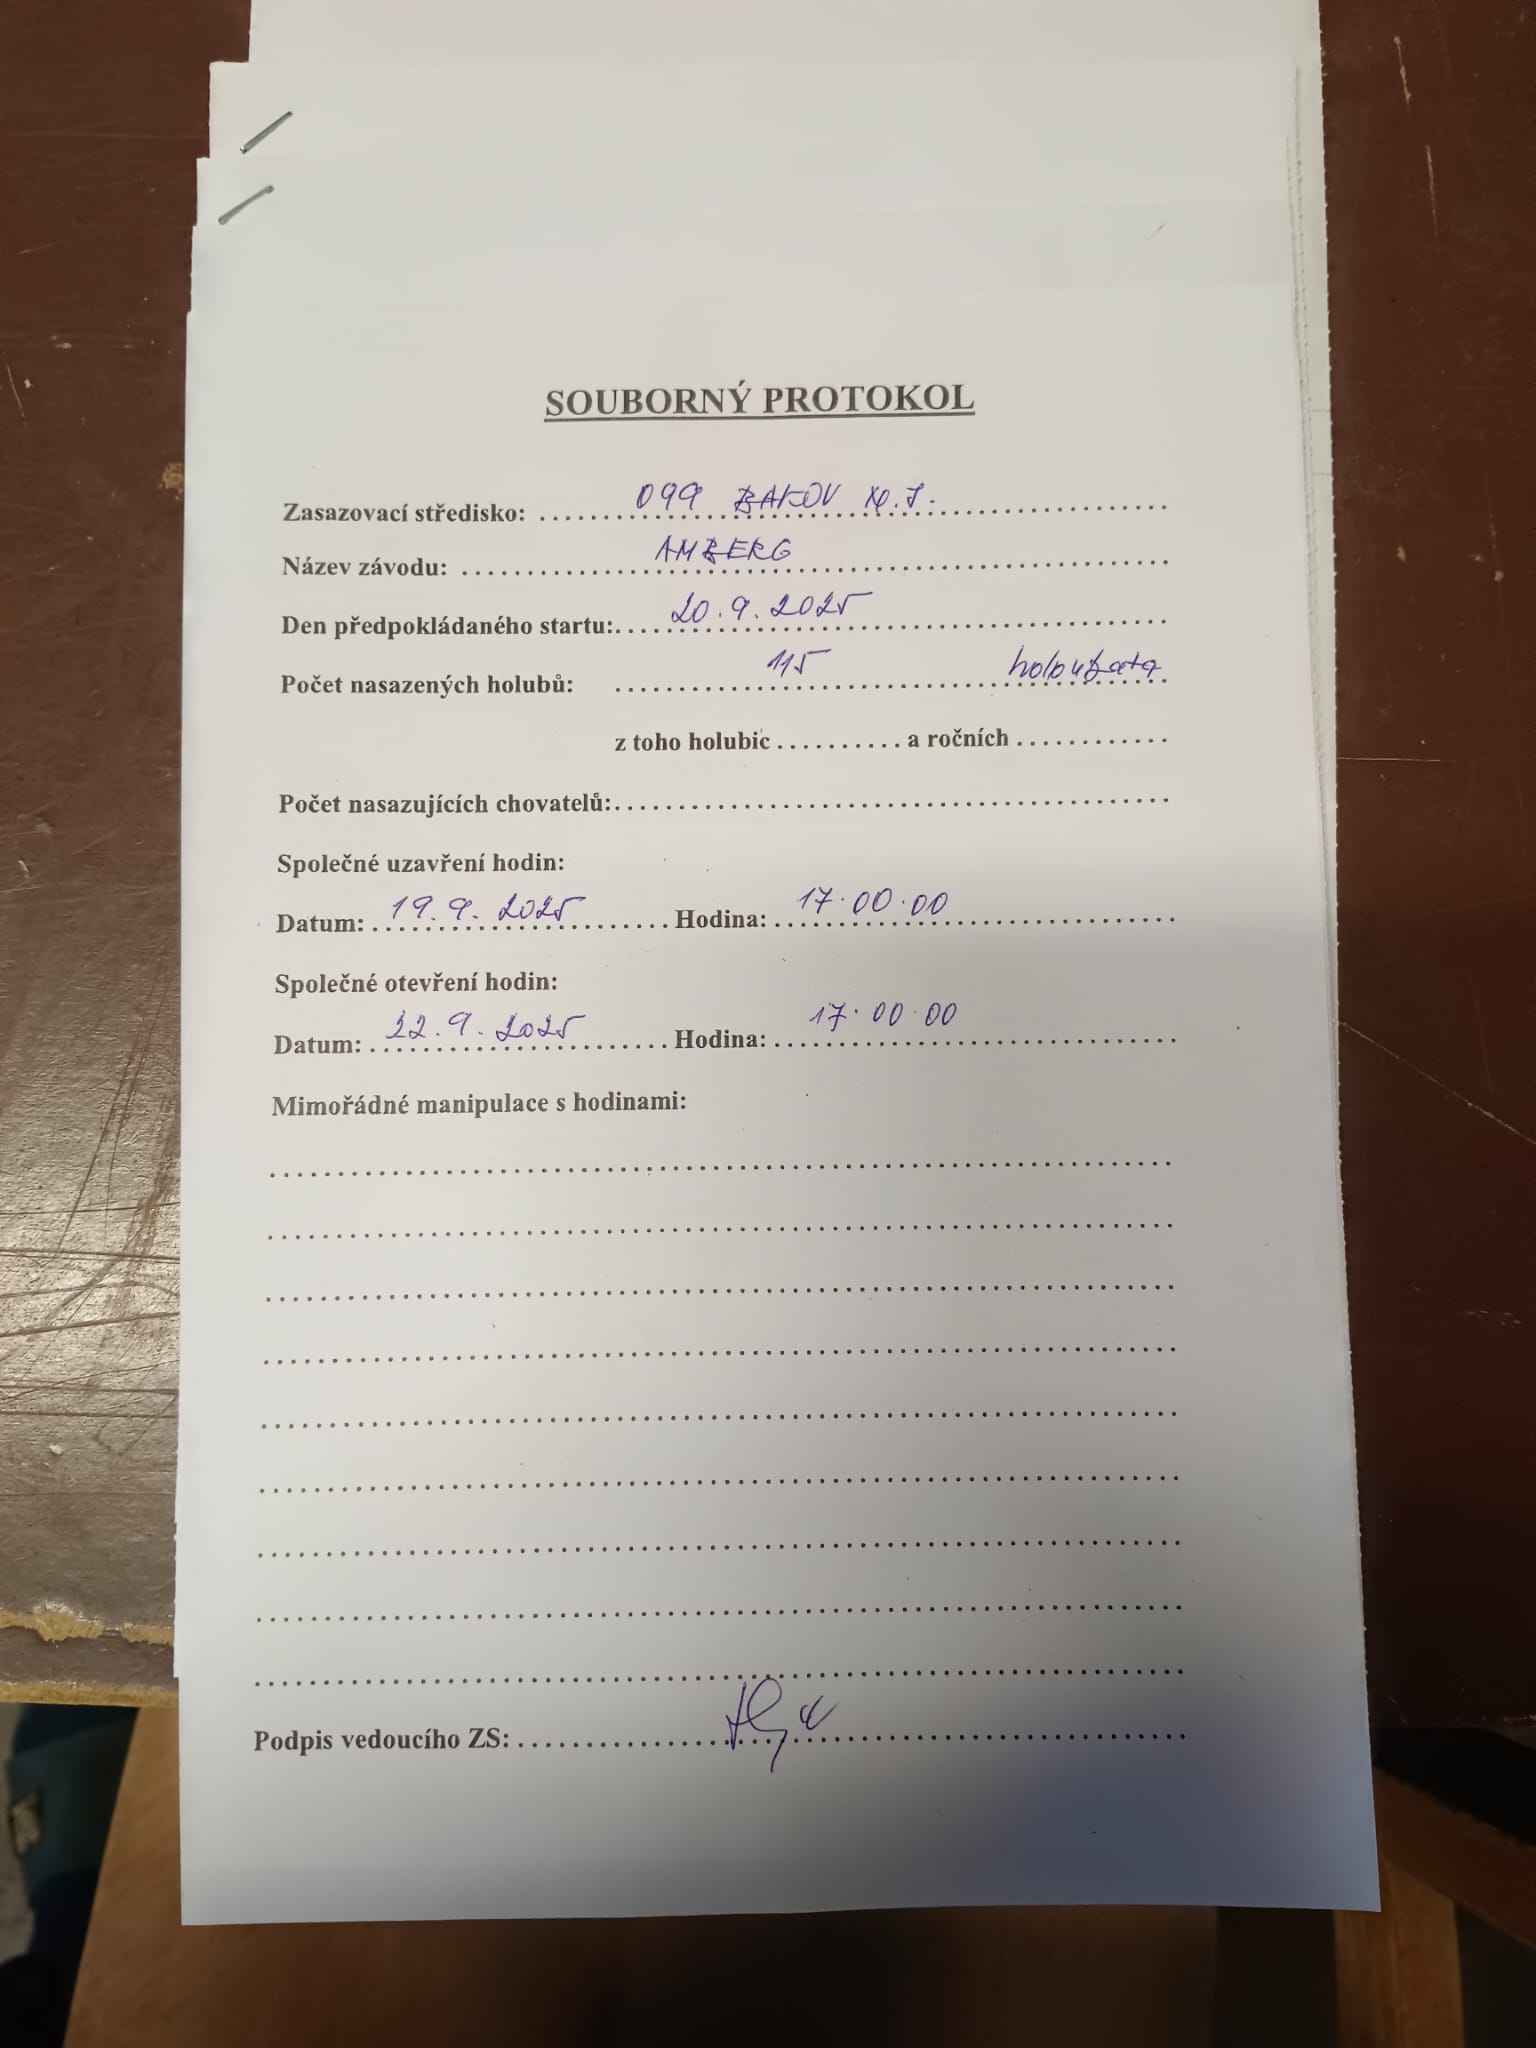 SOUBORNÝ PROTOKOL
Zasazovací středisko: 099 BAKOV N.J.
Název závodu: AMBERG
Den předpokládaného startu: 20.9.2025
Počet nasazených holubů: 115 holoubata
z toho holubic .......... a ročních ............
Počet nasazujících chovatelů:
Společné uzavření hodin:
Datum: 19.9.2025 Hodina: 17.00.00
Společné otevření hodin:
Datum: 22.9.2025 Hodina: 17.00.00
Mimořádné manipulace s hodinami:
Podpis vedoucího ZS: